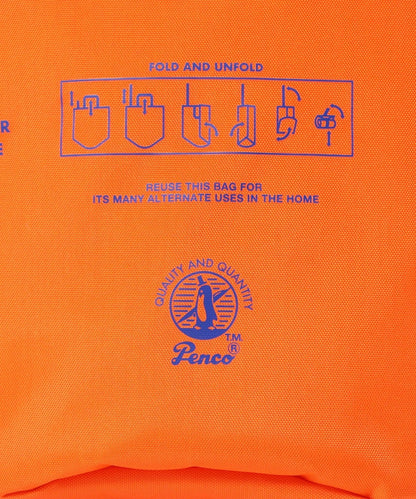 FOLD AND UNFOLD
R
E
REUSE THIS BAG FOR
ITS MANY ALTERNATE USES IN THE HOME
QUALITY AND QUANTITY
T.M.
Penco®